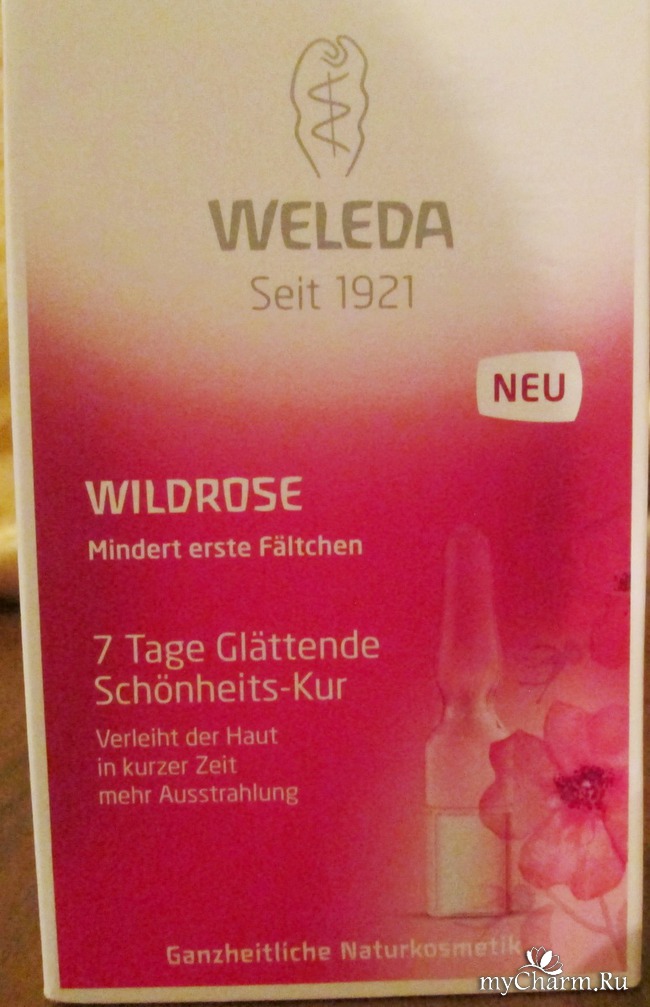 WELEDA
Seit 1921
NEU
WILDROSE
Mindert erste Fältchen
7 Tage Glättende
Schönheits-Kur
Verleiht der Haut
in kurzer Zeit
mehr Ausstrahlung
Ganzheitliche Naturkosmetik
myCharm.Ru